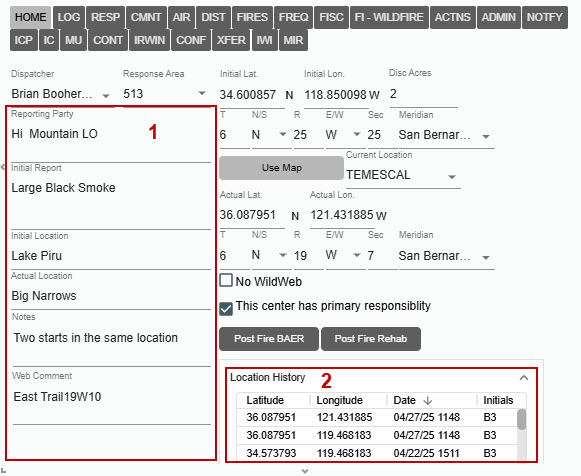 HOME LOG RESP CMNT AIR DIST FIRES FREQ FISC FI - WILDFIRE ACTNS ADMIN NOTFY
ICP IC MU CONT IRWIN CONF XFER IWI MIR
Dispatcher Response Area Initial Lat. Initial Lon. Disc Acres
Brian Booher... 513 34.600857 N 118.850098 W 2
Reporting Party T N/S R E/W Sec Meridian
Hi Mountain LO 1 6 N 25 W 25 San Bernar...
Use Map Current Location
Initial Report TEMESCAL
Large Black Smoke Actual Lat. Actual Lon.
36.087951 N 121.431885 W
Initial Location T N/S R E/W Sec Meridian
Lake Piru 6 N 19 W 7 San Bernar...
Actual Location No WildWeb
Big Narrows This center has primary responsiblity
Notes
Two starts in the same location Post Fire BAER Post Fire Rehab
Web Comment Location History 2
East Trail19W10 Latitude Longitude Date Initials
36.087951 121.431885 04/27/25 1148 B3
36.087951 119.468183 04/27/25 1148 B3
34.573793 119.468183 04/22/25 1511 B3